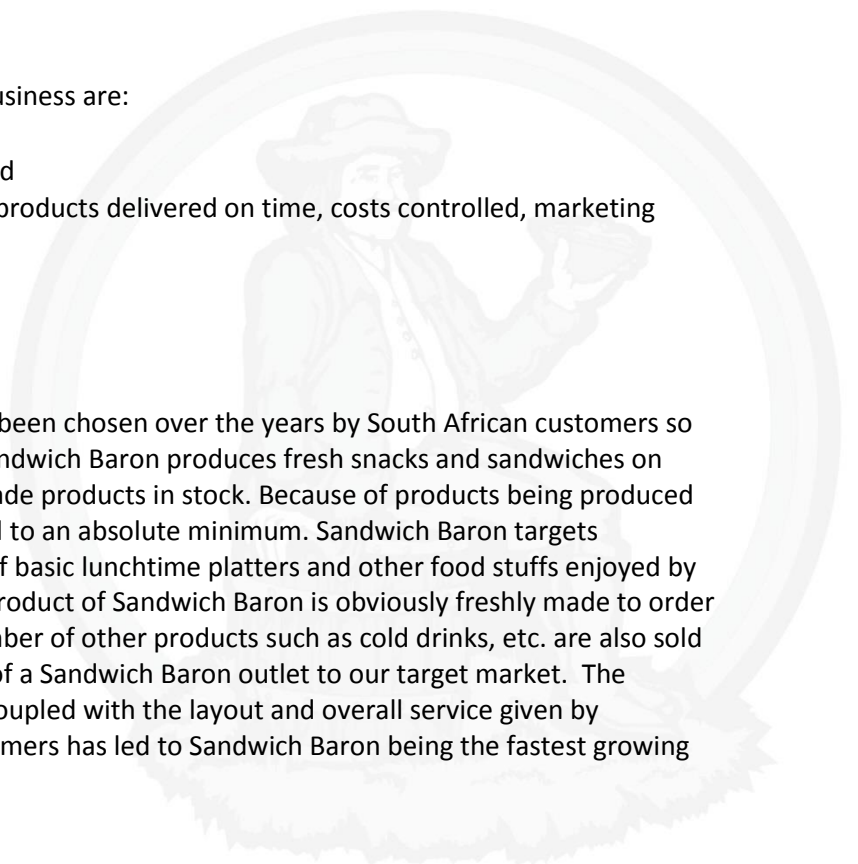 usiness are:
d
products delivered on time, costs controlled, marketing
been chosen over the years by South African customers so
ndwich Baron produces fresh snacks and sandwiches on
ade products in stock. Because of products being produced
l to an absolute minimum. Sandwich Baron targets
f basic lunchtime platters and other food stuffs enjoyed by
roduct of Sandwich Baron is obviously freshly made to order
ber of other products such as cold drinks, etc. are also sold
of a Sandwich Baron outlet to our target market.  The
oupled with the layout and overall service given by
mers has led to Sandwich Baron being the fastest growing